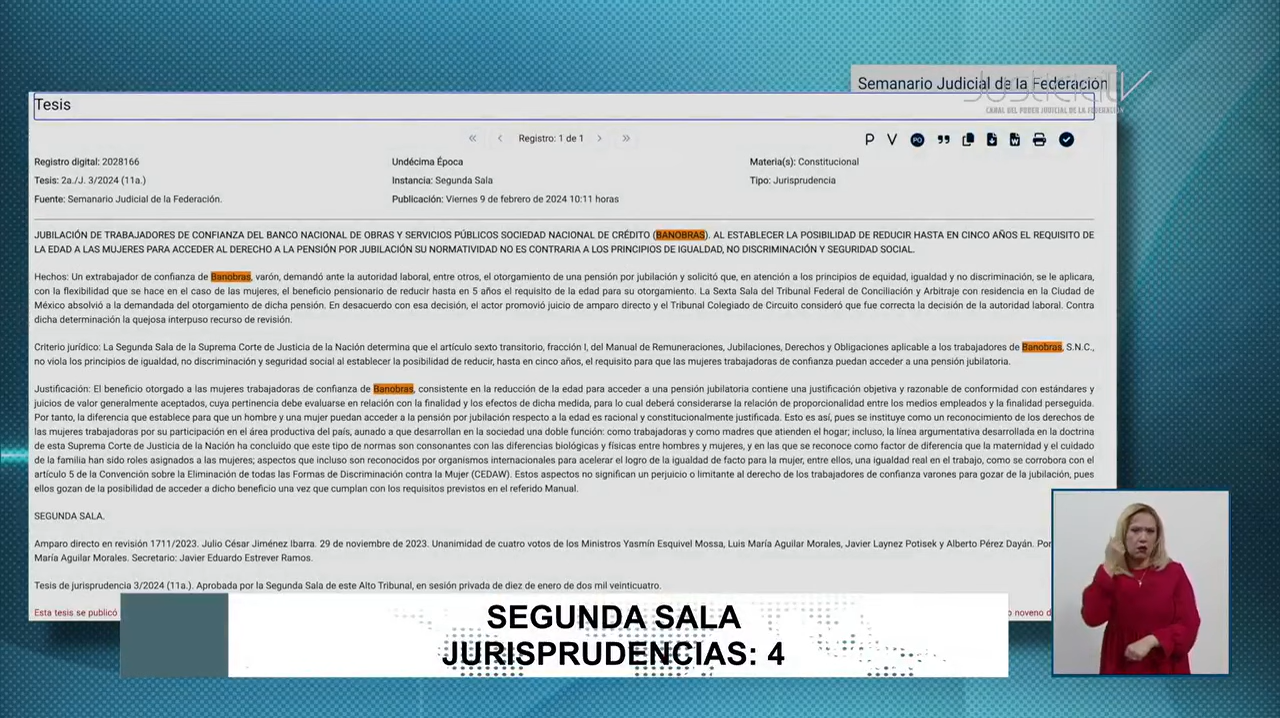 Semanario Judicial de la Federación
JusticiaTV
CANAL DEL PODER JUDICIAL DE LA FEDERACIÓN
Tesis
Registro: 1 de 1
P V PO
Registro digital: 2028166
Undécima Época
Materia(s): Constitucional
Tesis: 2a./J. 3/2024 (11a.)
Instancia: Segunda Sala
Tipo: Jurisprudencia
Fuente: Semanario Judicial de la Federación.
Publicación: Viernes 9 de febrero de 2024 10:11 horas
JUBILACIÓN DE TRABAJADORES DE CONFIANZA DEL BANCO NACIONAL DE OBRAS Y SERVICIOS PÚBLICOS SOCIEDAD NACIONAL DE CRÉDITO (BANOBRAS). AL ESTABLECER LA POSIBILIDAD DE REDUCIR HASTA EN CINCO AÑOS EL REQUISITO DE
LA EDAD A LAS MUJERES PARA ACCEDER AL DERECHO A LA PENSIÓN POR JUBILACIÓN SU NORMATIVIDAD NO ES CONTRARIA A LOS PRINCIPIOS DE IGUALDAD, NO DISCRIMINACIÓN Y SEGURIDAD SOCIAL.
Hechos: Un extrabajador de confianza de Banobras, varón, demandó ante la autoridad laboral, entre otros, el otorgamiento de una pensión por jubilación y solicitó que, en atención a los principios de equidad, igualdad y no discriminación, se le aplicara,
con la flexibilidad que se hace en el caso de las mujeres, el beneficio pensionario de reducir hasta en 5 años el requisito de la edad para su otorgamiento. La Sexta Sala del Tribunal Federal de Conciliación y Arbitraje con residencia en la Ciudad de
México absolvió a la demandada del otorgamiento de dicha pensión. En desacuerdo con esa decisión, el actor promovió juicio de amparo directo y el Tribunal Colegiado de Circuito consideró que fue correcta la decisión de la autoridad laboral. Contra
dicha determinación la quejosa interpuso recurso de revisión.
Criterio jurídico: La Segunda Sala de la Suprema Corte de Justicia de la Nación determina que el artículo sexto transitorio, fracción I, del Manual de Remuneraciones, Jubilaciones, Derechos y Obligaciones aplicable a los trabajadores de Banobras, S.N.C.,
no viola los principios de igualdad, no discriminación y seguridad social al establecer la posibilidad de reducir, hasta en cinco años, el requisito para que las mujeres trabajadoras de confianza puedan acceder a una pensión jubilatoria.
Justificación: El beneficio otorgado a las mujeres trabajadoras de confianza de Banobras, consistente en la reducción de la edad para acceder a una pensión jubilatoria contiene una justificación objetiva y razonable de conformidad con estándares y
juicios de valor generalmente aceptados, cuya pertinencia debe evaluarse en relación con la finalidad y los efectos de dicha medida, para lo cual deberá considerarse la relación de proporcionalidad entre los medios empleados y la finalidad perseguida.
Por tanto, la diferencia que establece para que un hombre y una mujer puedan acceder a la pensión por jubilación respecto a la edad es racional y constitucionalmente justificada. Esto es así, pues se instituye como un reconocimiento de los derechos de
las mujeres trabajadoras por su participación en el área productiva del país, aunado a que desarrollan en la sociedad una doble función: como trabajadoras y como madres que atienden el hogar; incluso, la línea argumentativa desarrollada en la doctrina
de esta Suprema Corte de Justicia de la Nación ha concluido que este tipo de normas son consonantes con las diferencias biológicas y físicas entre hombres y mujeres, y en las que se reconoce como factor de diferencia que la maternidad y el cuidado
de la familia han sido roles asignados a las mujeres; aspectos que incluso son reconocidos por organismos internacionales para acelerar el logro de la igualdad de facto para la mujer, entre ellos, una igualdad real en el trabajo, como se corrobora con el
artículo 5 de la Convención sobre la Eliminación de todas las Formas de Discriminación contra la Mujer (CEDAW). Estos aspectos no significan un perjuicio o limitante al derecho de los trabajadores de confianza varones para gozar de la jubilación, pues
ellos gozan de la posibilidad de acceder a dicho beneficio una vez que cumplan con los requisitos previstos en el referido Manual.
SEGUNDA SALA.
Amparo directo en revisión 1711/2023. Julio César Jiménez Ibarra. 29 de noviembre de 2023. Unanimidad de cuatro votos de los Ministros Yasmín Esquivel Mossa, Luis María Aguilar Morales, Javier Laynez Potisek y Alberto Pérez Dayán.
María Aguilar Morales. Secretario: Javier Eduardo Estrever Ramos.
Tesis de jurisprudencia 3/2024 (11a.). Aprobada por la Segunda Sala de este Alto Tribunal, en sesión privada de diez de enero de dos mil veinticuatro.
Esta tesis se publicó
noveno
SEGUNDA SALA
JURISPRUDENCIAS: 4